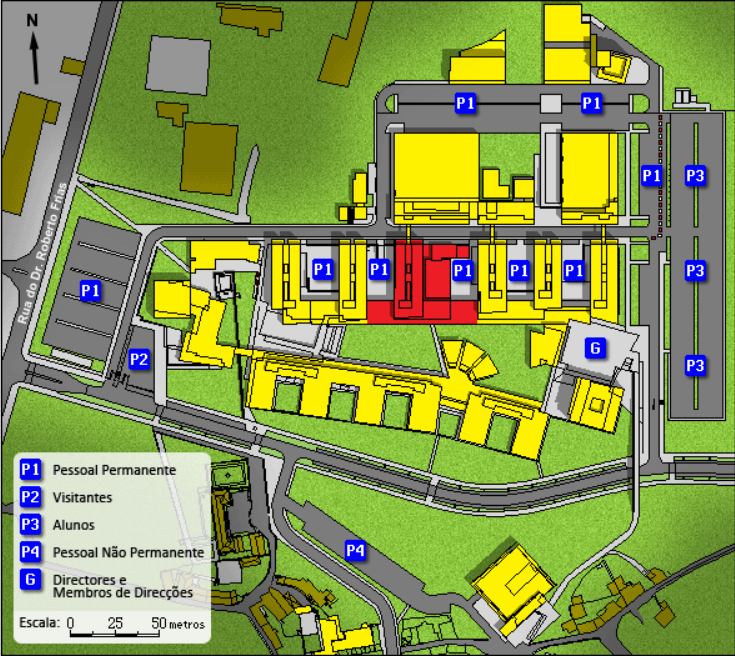 N
P1
P1
P1
P3
Rua do Dr. Roberto Frias
P1
P1
P1
P1
P1
P3
P1
P2
G
P3
P1 Pessoal Permanente
P2 Visitantes
P3 Alunos
P4 Pessoal Não Permanente
G Directores e
Membros de Direcções
Escala: 0 25 50 metros
P4